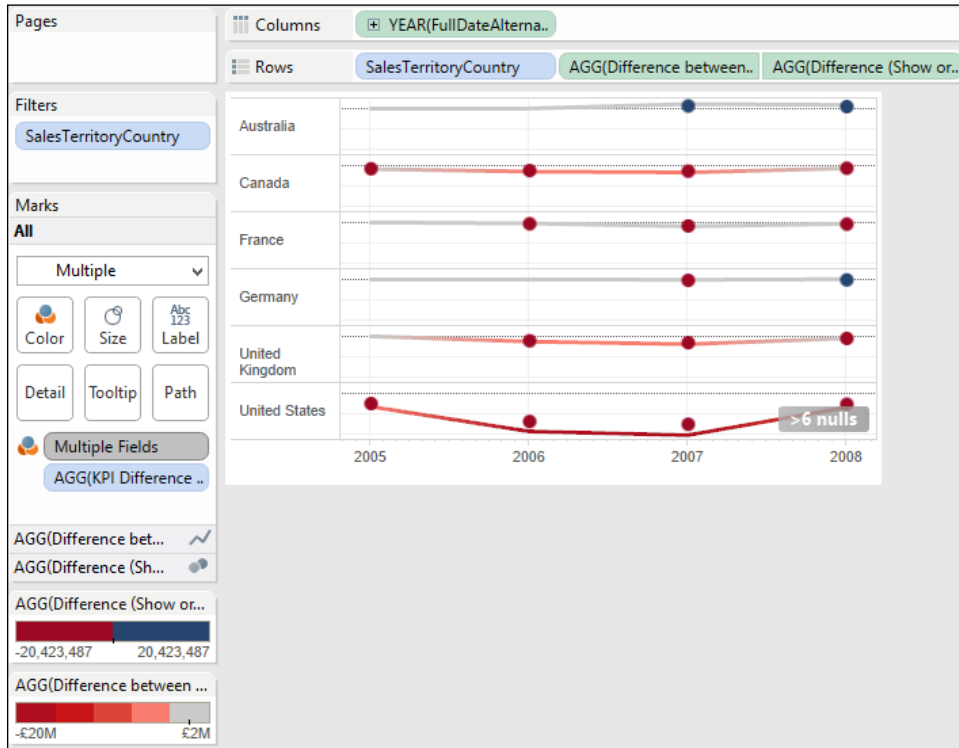 Pages
Columns
YEAR(FullDateAlterna..
Rows
SalesTerritoryCountry
AGG(Difference between..
AGG(Difference (Show or..
Filters
SalesTerritoryCountry
Marks
All
Multiple
Color
Size
Abc
123
Label
Detail
Tooltip
Path
Multiple Fields
AGG(KPI Difference ..
AGG(Difference bet...
AGG(Difference (Sh...
AGG(Difference (Show or...
-20,423,487 20,423,487
AGG(Difference between ...
-£20M £2M
Australia
Canada
France
Germany
United
Kingdom
United States
>6 nulls
2005 2006 2007 2008